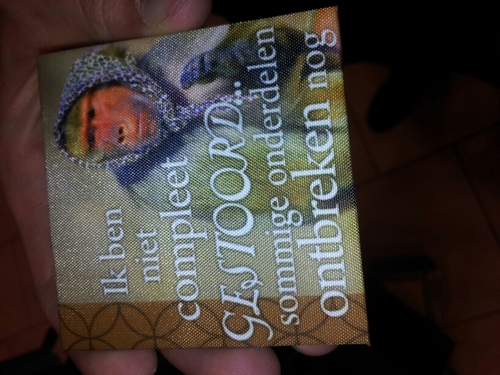 Ik ben
niet
compleet
GESTOORD...
sommige onderdelen
ontbreken nog